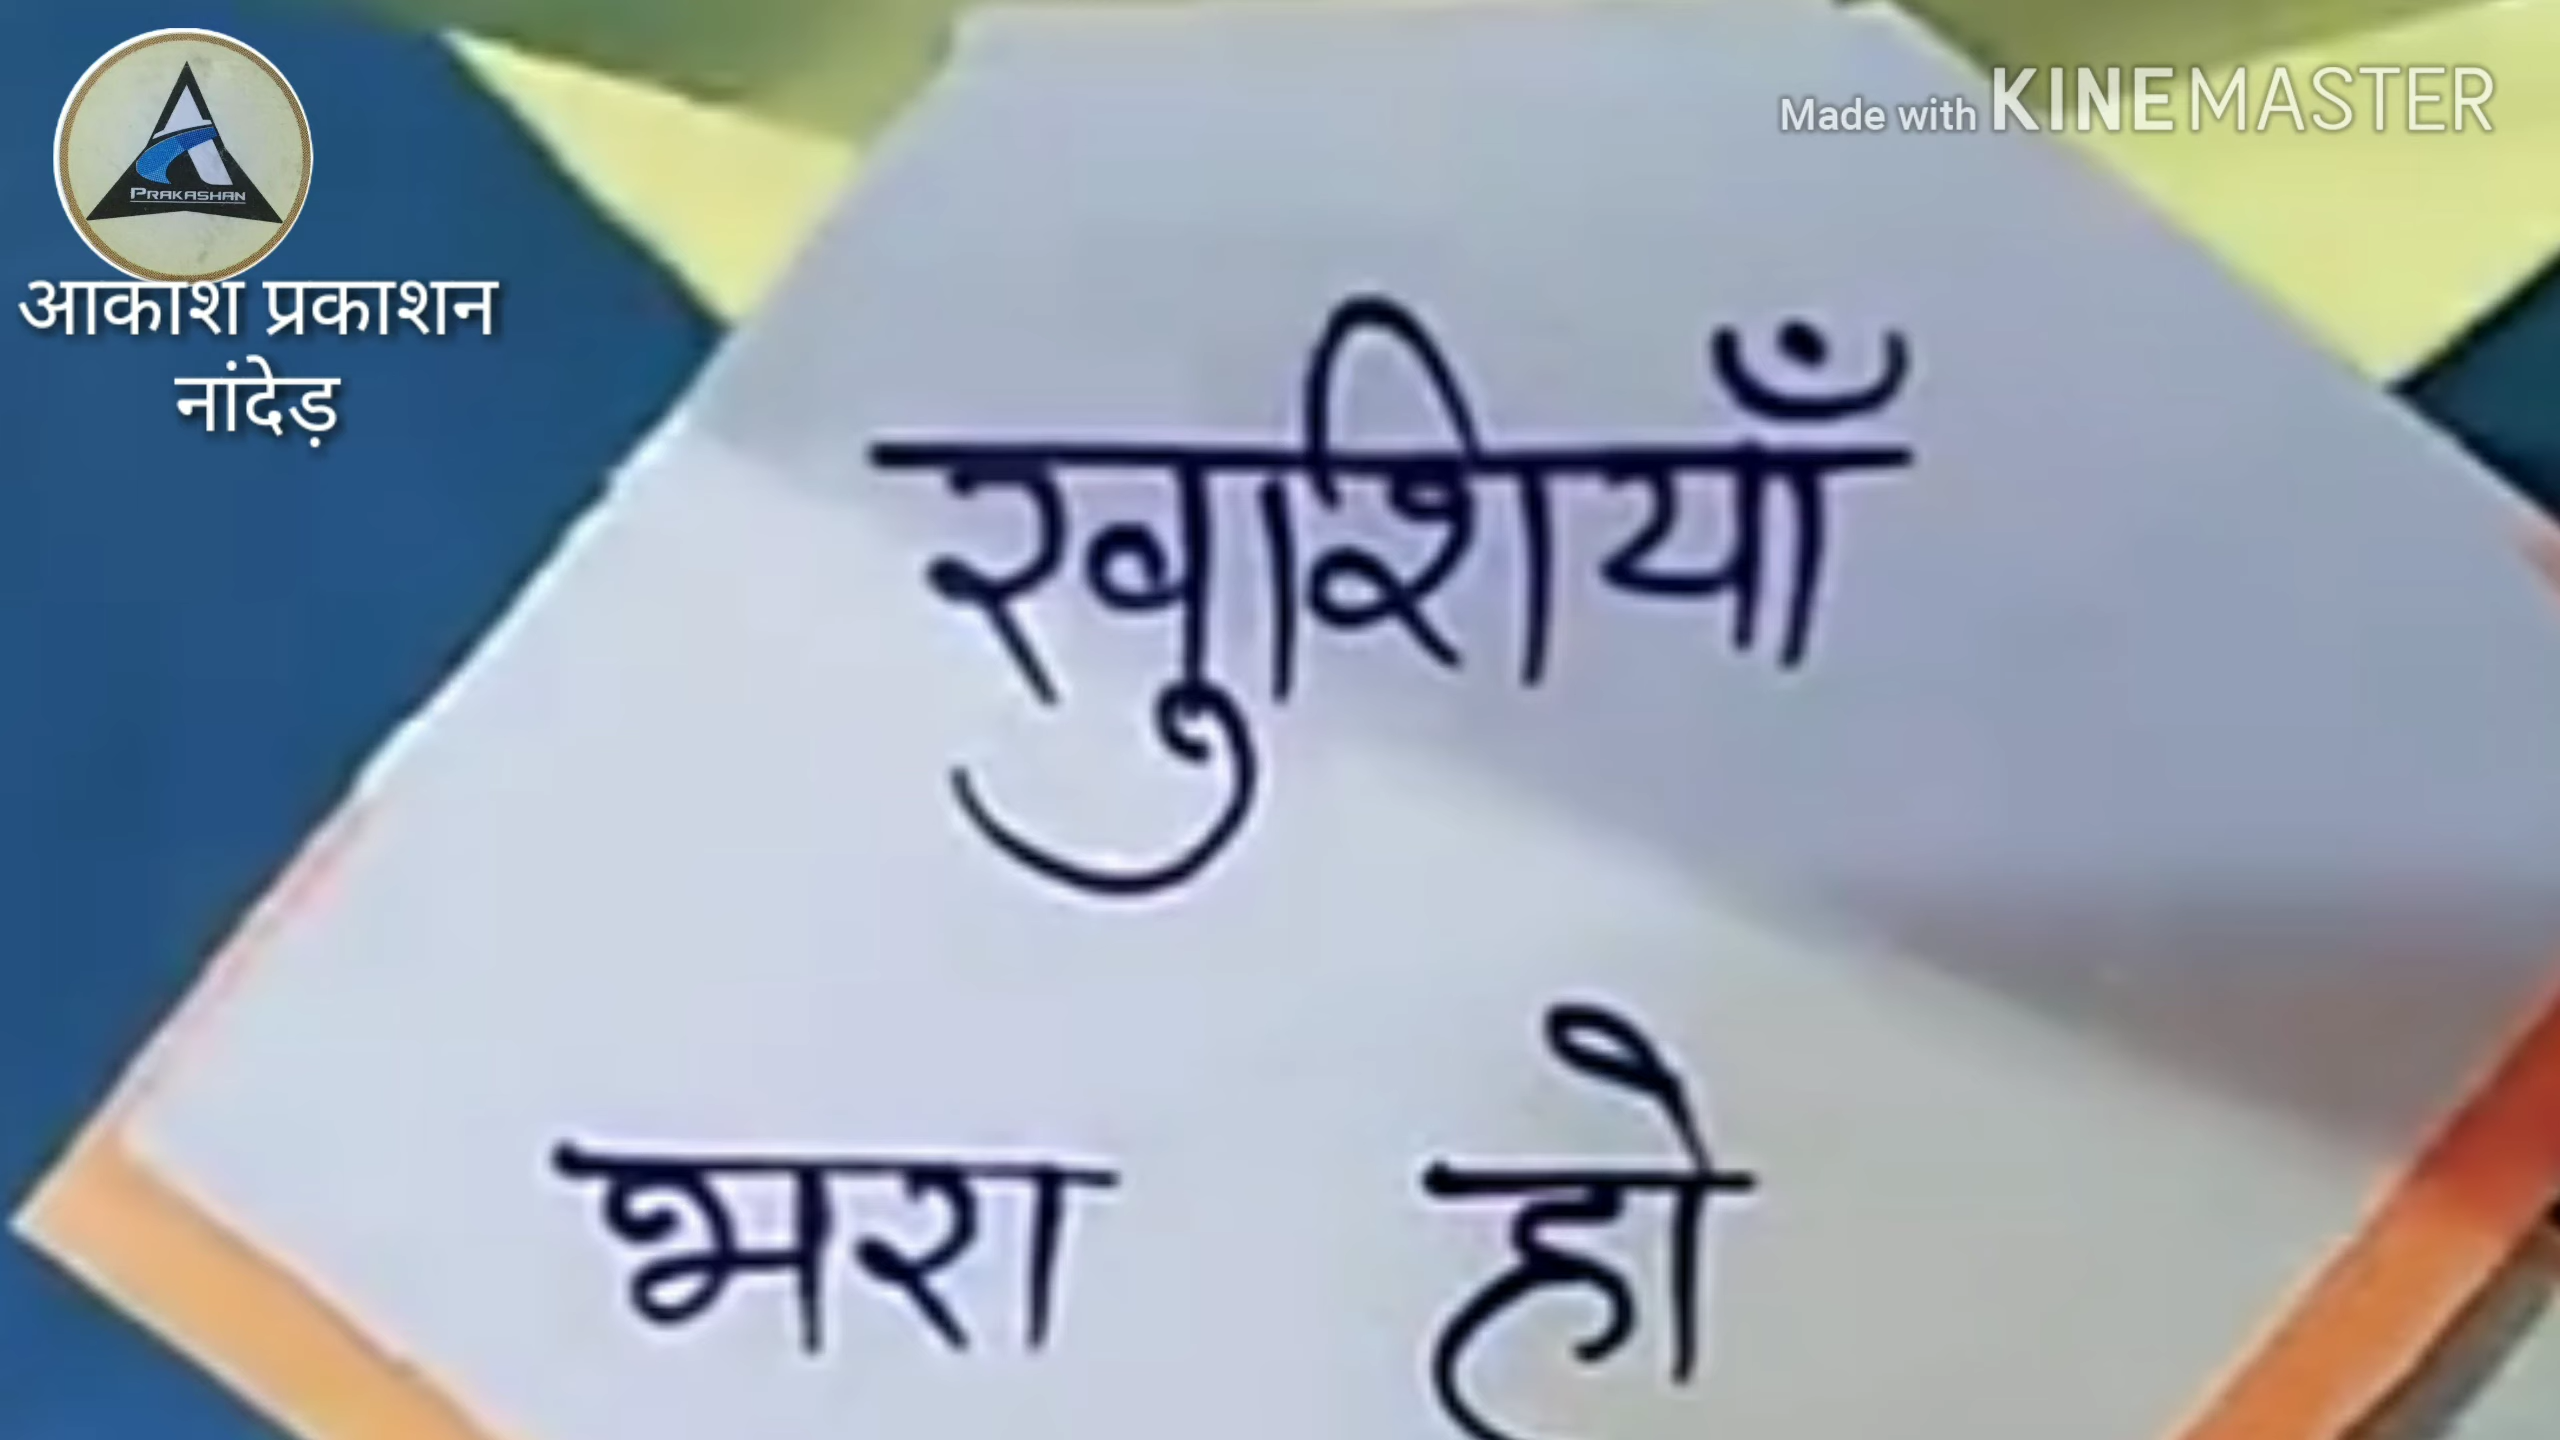 PRAKASHAN
Made with KINEMASTER
आकाश प्रकाशन
नांदेड़
खुशियाँ
भरा हो